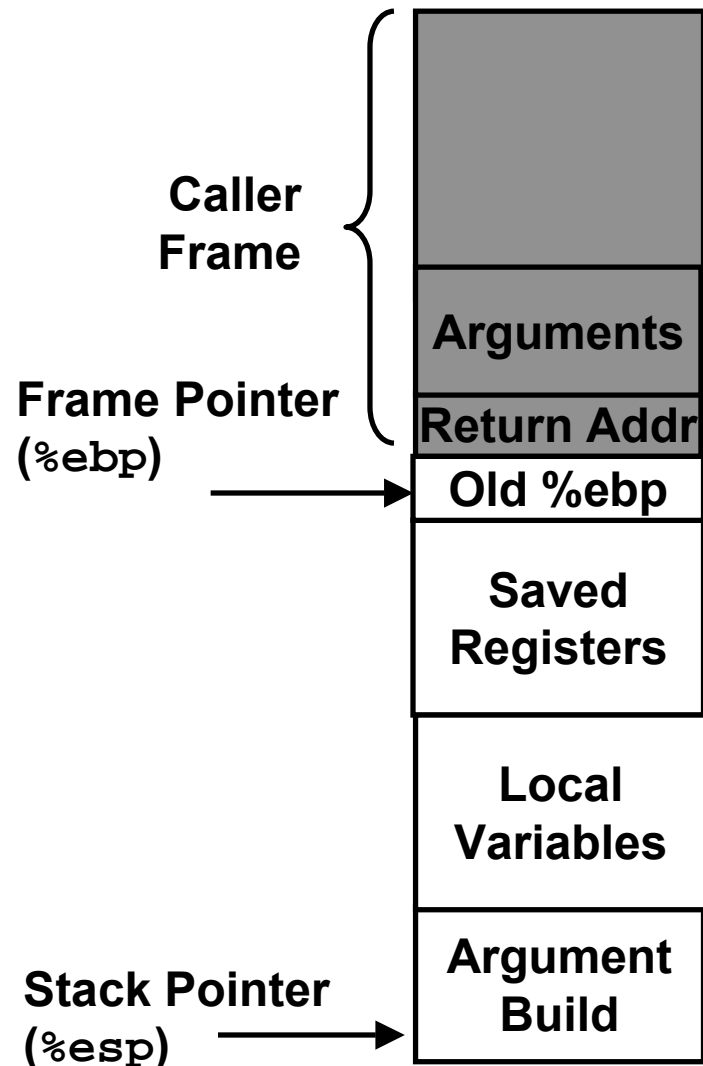 Caller
Frame
Arguments
Frame Pointer
(%ebp)
Return Addr
Old %ebp
Saved
Registers
Local
Variables
Argument
Build
Stack Pointer
(%esp)